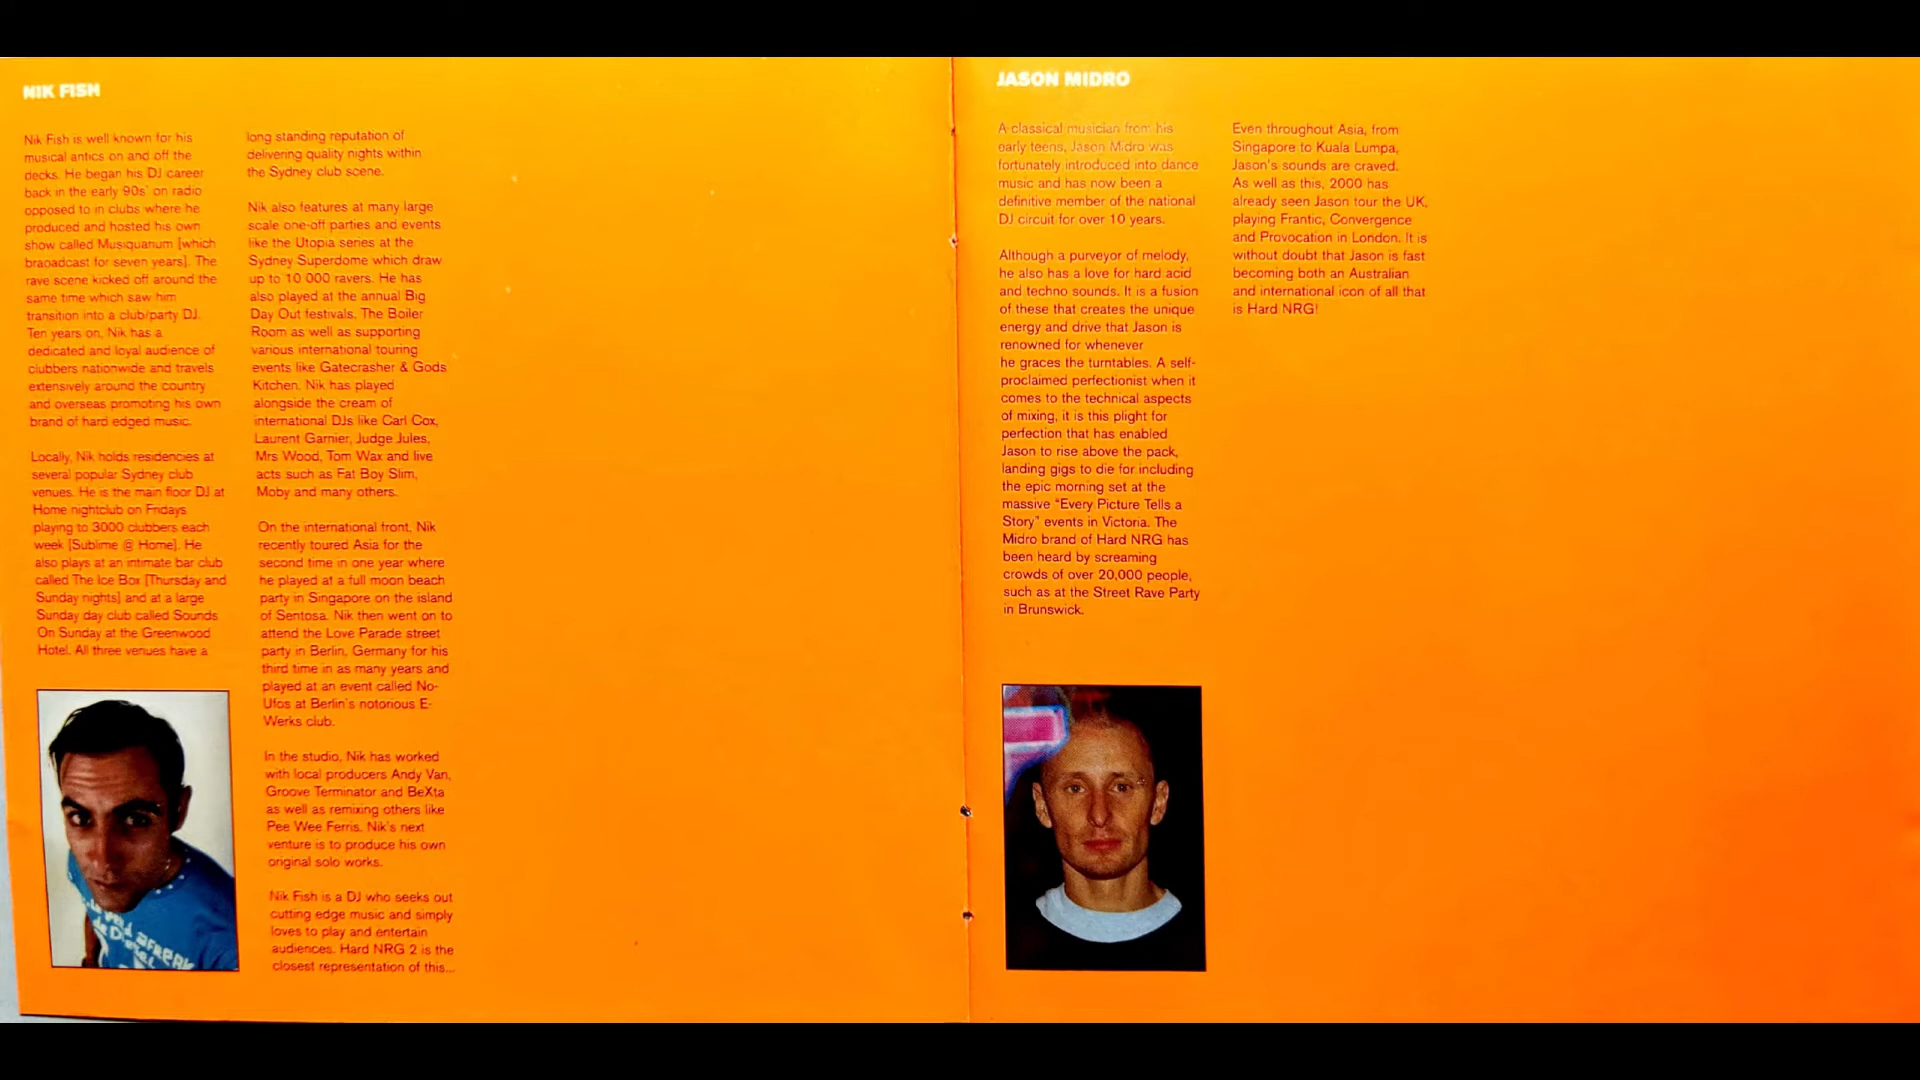 NIK FISH
Nik Fish is well known for his
musical antics on and off the
decks. He began his DJ career
back in the early 90s' on radio
opposed to in clubs where he
produced and hosted his own
show called Musiquarium [which
braoadcast for seven years]. The
rave scene kicked off around the
same time which saw him
transition into a club/party DJ.
Ten years on, Nik has a
dedicated and loyal audience of
clubbers nationwide and travels
extensively around the country
and overseas promoting his own
brand of hard edged music.
Locally, Nik holds residencies at
several popular Sydney club
venues. He is the main floor DJ at
Home nightclub on Fridays
playing to 3000 clubbers each
week [Sublime @ Home]. He
also plays at an intimate bar club
called The Ice Box [Thursday and
Sunday nights] and at a large
Sunday day club called Sounds
On Sunday at the Greenwood
Hotel. All three venues have a
long standing reputation of
delivering quality nights within
the Sydney club scene.
Nik also features at many large
scale one-off parties and events
like the Utopia series at the
Sydney Superdome which draw
up to 10 000 ravers. He has
also played at the annual Big
Day Out festivals, The Boiler
Room as well as supporting
various international touring
events like Gatecrasher & Gods
Kitchen. Nik has played
alongside the cream of
international DJs like Carl Cox,
Laurent Garnier, Judge Jules,
Mrs Wood, Tom Wax and live
acts such as Fat Boy Slim,
Moby and many others.
On the international front, Nik
recently toured Asia for the
second time in one year where
he played at a full moon beach
party in Singapore on the island
of Sentosa. Nik then went on to
attend the Love Parade street
party in Berlin, Germany for his
third time in as many years and
played at an event called No-
Ufos at Berlin's notorious E-
Werks club.
In the studio, Nik has worked
with local producers Andy Van,
Groove Terminator and BeXta
as well as remixing others like
Pee Wee Ferris. Nik's next
venture is to produce his own
original solo works.
Nik Fish is a DJ who seeks out
cutting edge music and simply
loves to play and entertain
audiences. Hard NRG 2 is the
closest representation of this...
JASON MIDRO
A classical musician from his
early teens, Jason Midro was
fortunately introduced into dance
music and has now been a
definitive member of the national
DJ circuit for over 10 years.
Although a purveyor of melody,
he also has a love for hard acid
and techno sounds. It is a fusion
of these that creates the unique
energy and drive that Jason is
renowned for whenever
he graces the turntables. A self-
proclaimed perfectionist when it
comes to the technical aspects
of mixing, it is this plight for
perfection that has enabled
Jason to rise above the pack,
landing gigs to die for including
the epic morning set at the
massive "Every Picture Tells a
Story" events in Victoria. The
Midro brand of Hard NRG has
been heard by screaming
crowds of over 20,000 people,
such as at the Street Rave Party
in Brunswick.
Even throughout Asia, from
Singapore to Kuala Lumpa,
Jason's sounds are craved.
As well as this, 2000 has
already seen Jason tour the UK,
playing Frantic, Convergence
and Provocation in London. It is
without doubt that Jason is fast
becoming both an Australian
and international icon of all that
is Hard NRG!